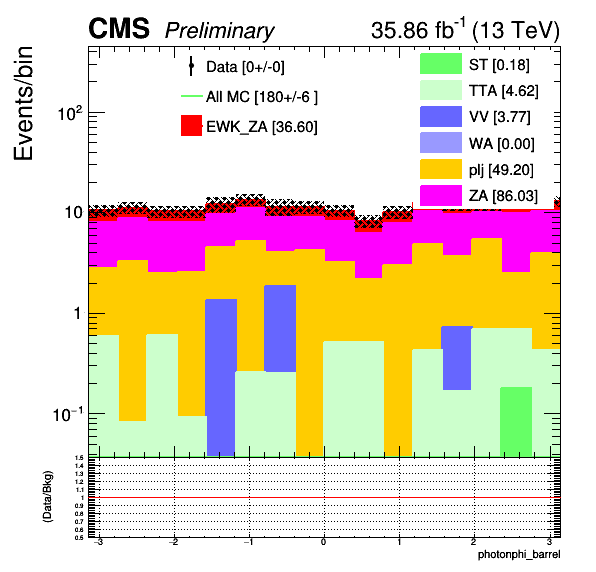 CMS Preliminary 35.86 fb⁻¹ (13 TeV)
Events/bin
Data [0+/-0]
All MC [180+/-6 ]
EWK_ZA [36.60]
ST [0.18]
TTA [4.62]
VV [3.77]
WA [0.00]
plj [49.20]
ZA [86.03]
10²
10
1
10⁻¹
(Data/Bkg)
1.5
1.4
1.3
1.2
1.1
1
0.9
0.8
0.7
0.6
0.5
−3 −2 −1 0 1 2 3
photonphi_barrel